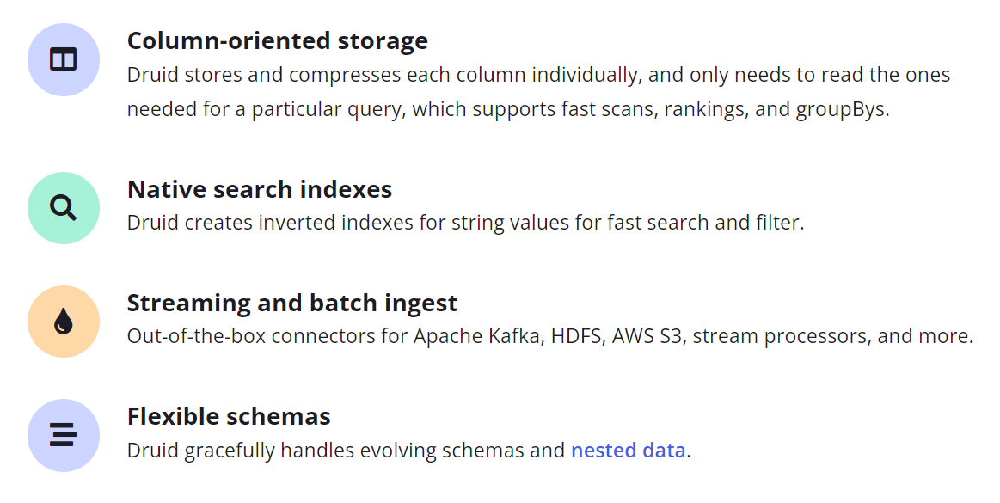 Column-oriented storage
Druid stores and compresses each column individually, and only needs to read the ones
needed for a particular query, which supports fast scans, rankings, and groupBys.
Native search indexes
Druid creates inverted indexes for string values for fast search and filter.
Streaming and batch ingest
Out-of-the-box connectors for Apache Kafka, HDFS, AWS S3, stream processors, and more.
Flexible schemas
Druid gracefully handles evolving schemas and nested data.